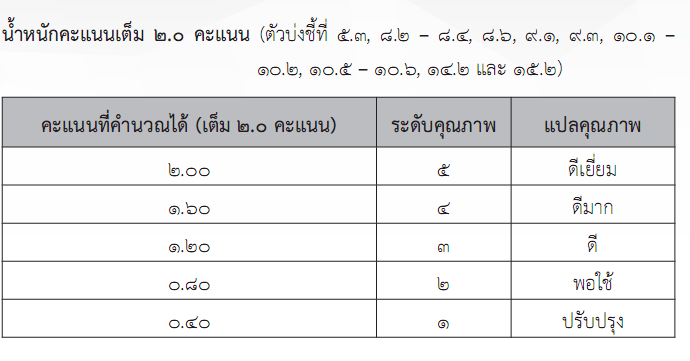 น้ำหนักคะแนนเต็ม ๒.๐ คะแนน (ตัวบ่งชี้ที่ ๕.๓, ๘.๒ – ๘.๔, ๘.๖, ๙.๑, ๙.๓, ๑๐.๑ –
๑๐.๒, ๑๐.๕ – ๑๐.๖, ๑๔.๒ และ ๑๕.๒)
คะแนนที่คำนวณได้ (เต็ม ๒.๐ คะแนน) ระดับคุณภาพ แปลคุณภาพ
๒.๐๐ ๕ ดีเยี่ยม
๑.๖๐ ๔ ดีมาก
๑.๒๐ ๓ ดี
๐.๘๐ ๒ พอใช้
๐.๔๐ ๑ ปรับปรุง